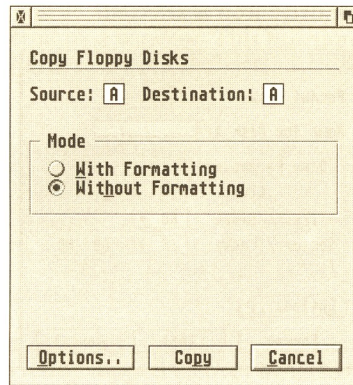 Copy Floppy Disks
Source: A Destination: A
Mode
With Formatting
Without Formatting
Options.. Copy Cancel